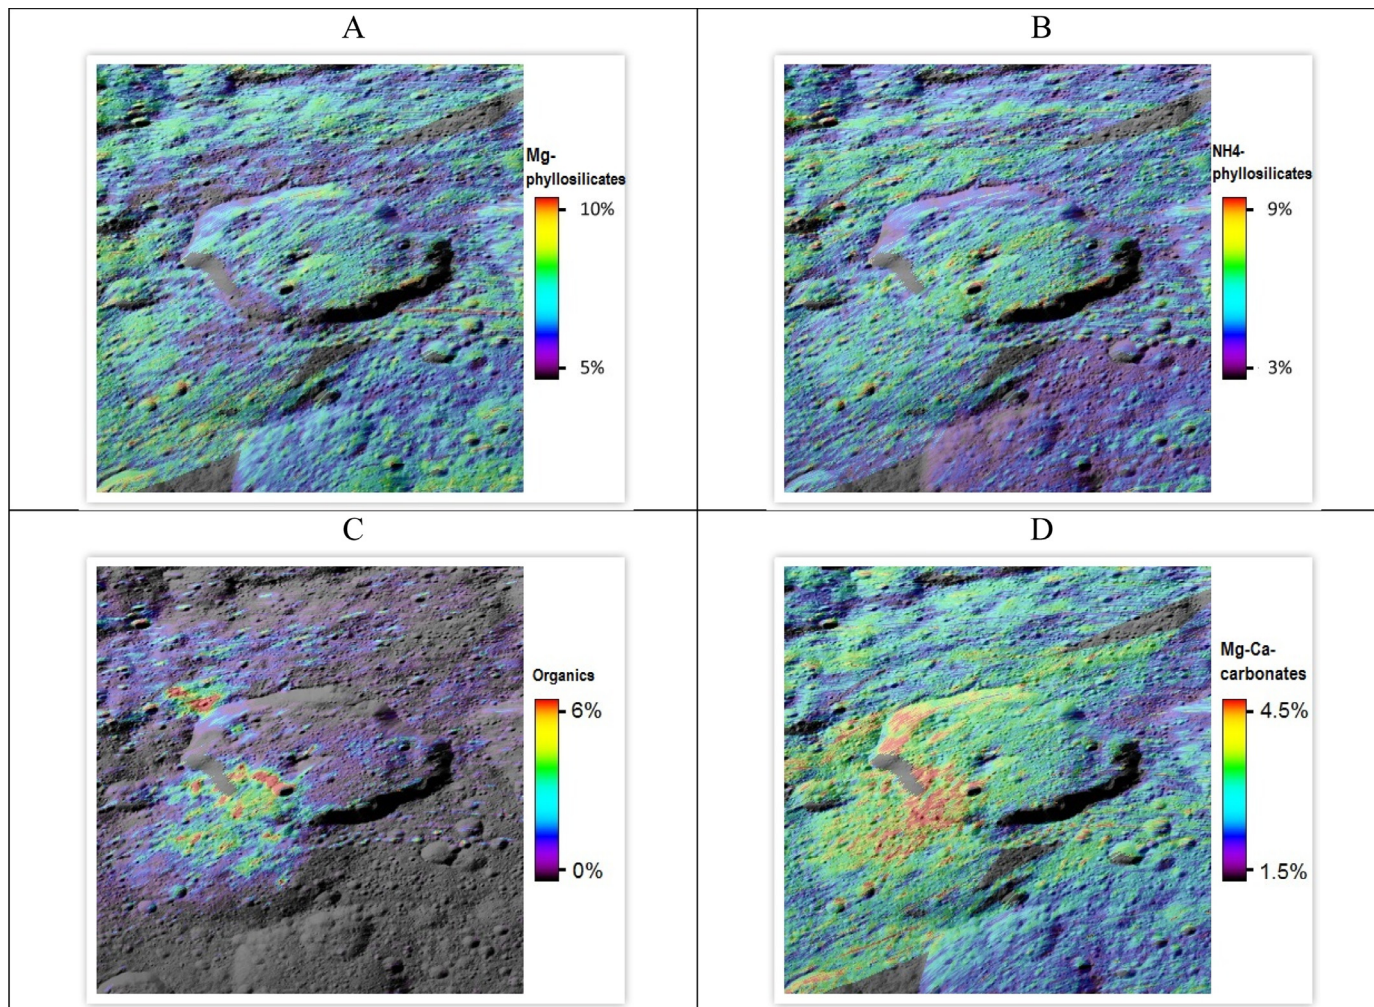 A
Mg-
phyllosilicates
10%
5%
B
NH4-
phyllosilicates
9%
3%
C
Organics
6%
0%
D
Mg-Ca-
carbonates
4.5%
1.5%